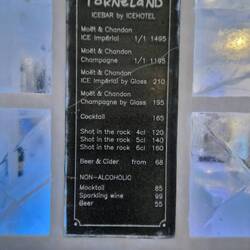 TORNELAND
ICEBAR by ICEHOTEL
Moët & Chandon
ICE Impérial 1/1 1495
Moët & Chandon
Champagne 1/1 1195
Moët & Chandon
ICE Impérial by Glass 210
Moët & Chandon
Champagne by Glass 195
Cocktail 165
Shot in the rock 4cl 120
Shot in the rock 5cl 140
Shot in the rock 6cl 160
Beer & Cider from 68
NON-ALCOHOLIC
Mocktail 85
Sparkling wine 99
Beer 55